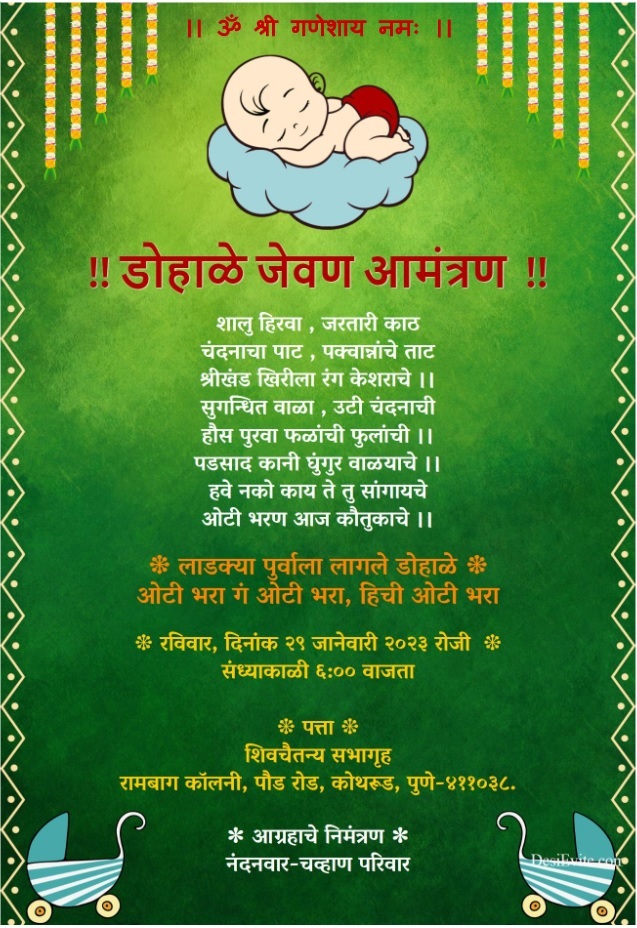 ।। ॐ श्री गणेशाय नमः ।।
!! डोहाळे जेवण आमंत्रण !!
शालु हिरवा , जरतारी काठ
चंदनाचा पाट , पक्वान्नांचे ताट
श्रीखंड खिरीला रंग केशराचे ।।
सुगन्धित वाळा , उटी चंदनाची
हौस पुरवा फळांची फुलांची ।।
पडसाद कानी घुंगुर वाळयाचे ।।
हवे नको काय ते तु सांगायचे
ओटी भरण आज कौतुकाचे ।।
❇ लाडक्या पुर्वाला लागले डोहाळे ❇
ओटी भरा गं ओटी भरा, हिची ओटी भरा
❇ रविवार, दिनांक २९ जानेवारी २०२३ रोजी ❇
संध्याकाळी ६:०० वाजता
❇ पत्ता ❇
शिवचैतन्य सभागृह
रामबाग कॉलनी, पौड रोड, कोथरूड, पुणे-४११०३८.
✻ आग्रहाचे निमंत्रण ✻
नंदनवार-चव्हाण परिवार
DesiEvite.com